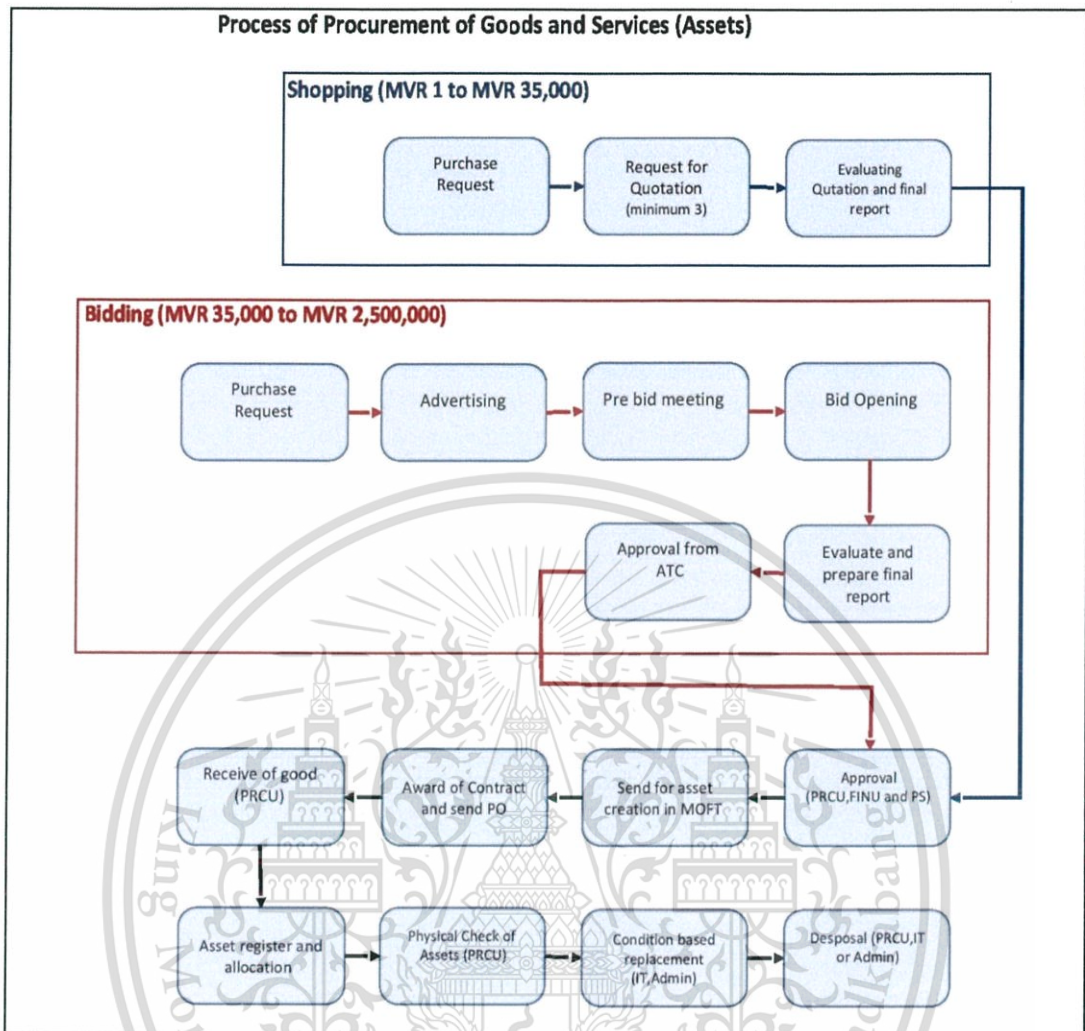 Process of Procurement of Goods and Services (Assets)
Shopping (MVR 1 to MVR 35,000)
Purchase
Request
Request for
Quotation
(minimum 3)
Evaluating
Qutation and final
report
Bidding (MVR 35,000 to MVR 2,500,000)
Purchase
Request
Advertising
Pre bid meeting
Bid Opening
Approval from
ATC
Evaluate and
prepare final
report
Receive of good
(PRCU)
Award of Contract
and send PO
Send for asset
creation in MOFT
Approval
(PRCU,FINU and PS)
Asset register and
allocation
Physical Check of
Assets (PRCU)
Condition based
replacement
(IT,Admin)
Desposal (PRCU,IT
or Admin)
King Mon
dkrabang